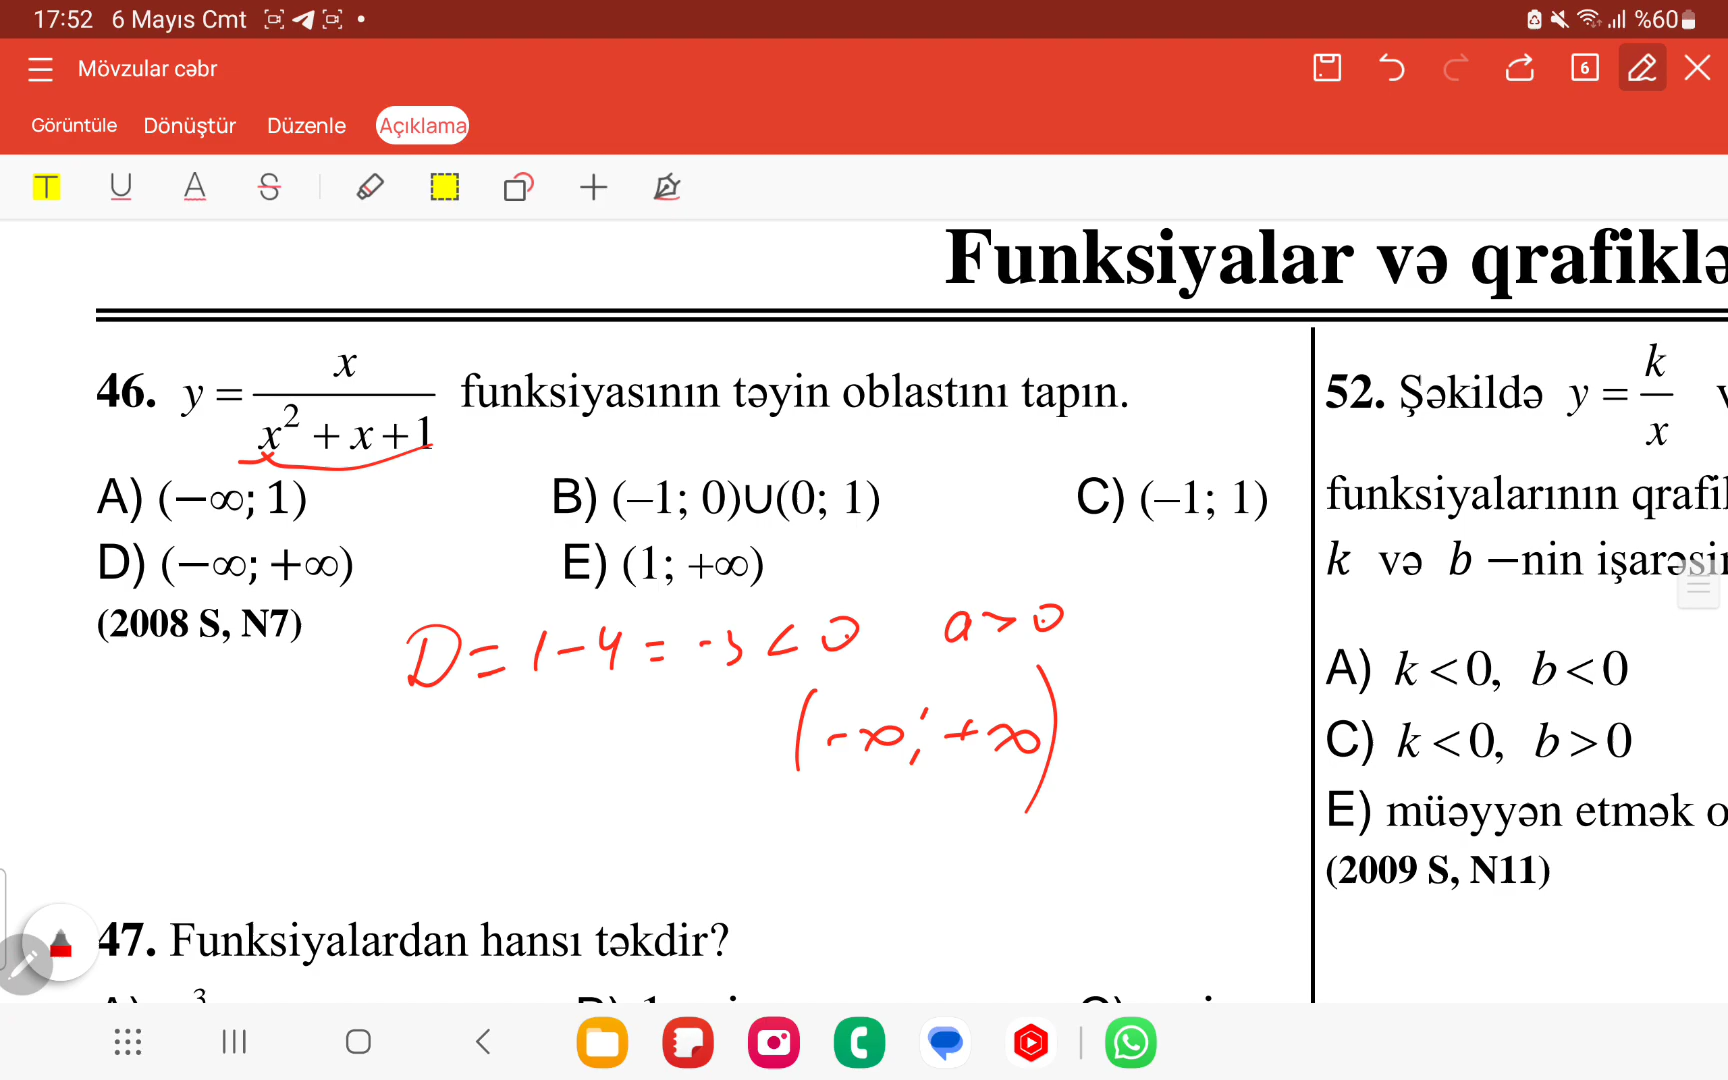 17:52 6 Mayıs Cmt %60
Mövzular cəbr 6
Görüntüle Dönüştür Düzenle Açıklama
T U A S
Funksiyalar və qrafiklə
46. y = x / (x² + x + 1) funksiyasının təyin oblastını tapın.
A) (−∞; 1) B) (–1; 0)∪(0; 1) C) (–1; 1)
D) (−∞; +∞) E) (1; +∞)
(2008 S, N7)
D = 1 - 4 = -3 < 0 a > 0
(-∞; +∞)
47. Funksiyalardan hansı təkdir?
52. Şəkildə y = k / x
funksiyalarının qrafi
k və b −nin işarəsin
A) k < 0, b < 0
C) k < 0, b > 0
E) müəyyən etmək o
(2009 S, N11)